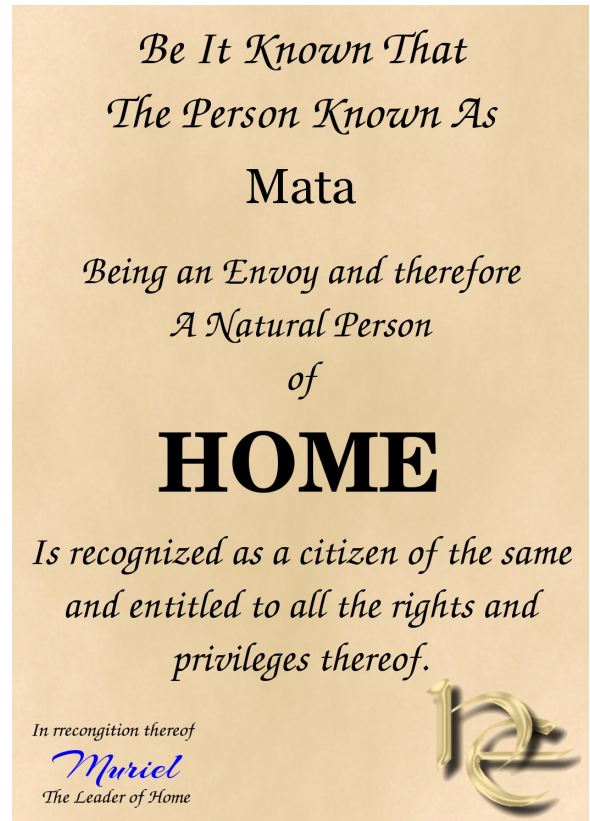 Be It Known That
The Person Known As
Mata
Being an Envoy and therefore
A Natural Person
of
HOME
Is recognized as a citizen of the same
and entitled to all the rights and
privileges thereof.
In rrecongition thereof
Muriel
The Leader of Home